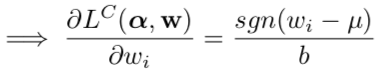 ⟹ ∂L^C(α, w) / ∂w_i = sgn(w_i − μ) / b